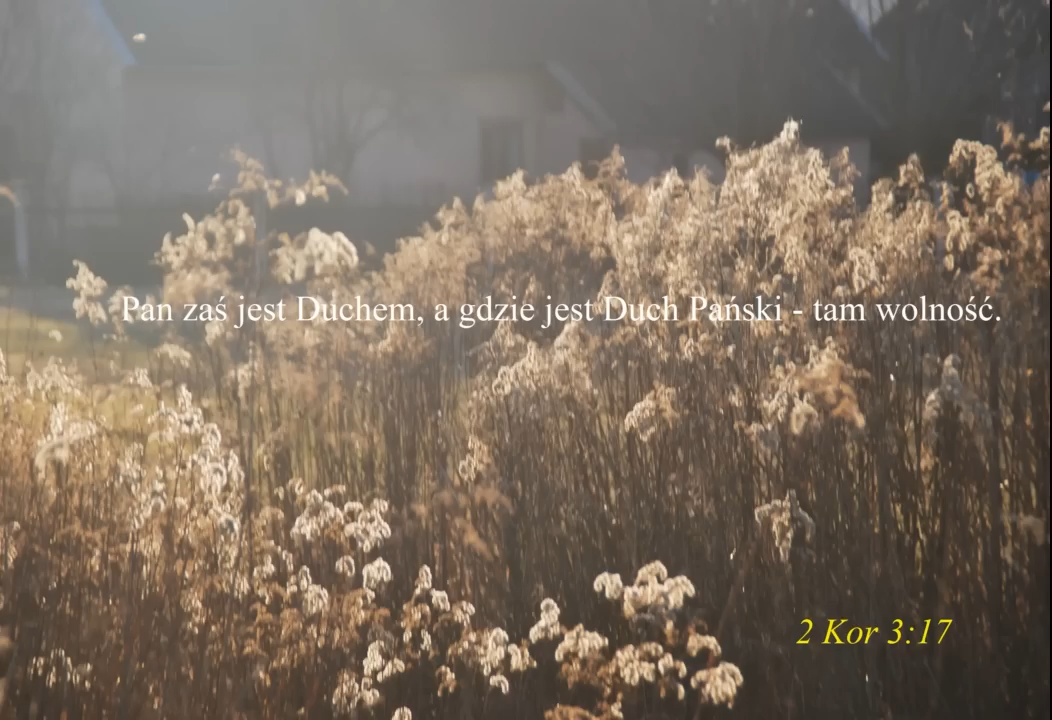 Pan zaś jest Duchem, a gdzie jest Duch Pański - tam wolność.
2 Kor 3:17